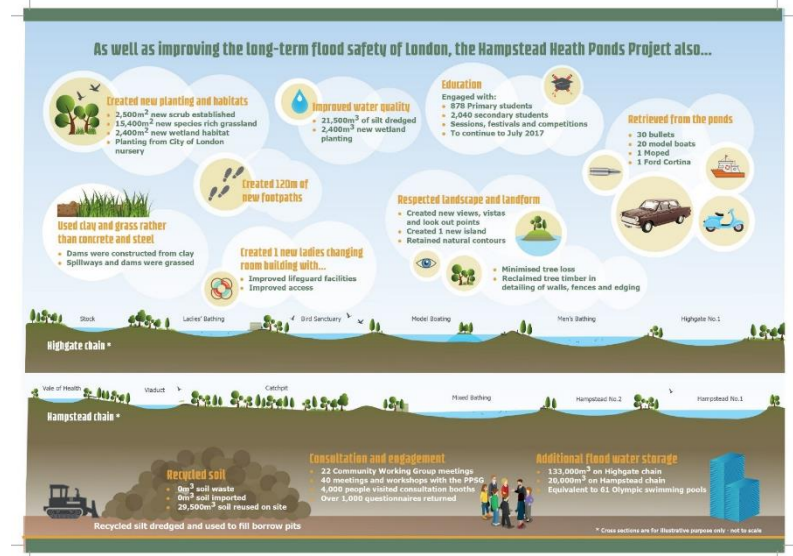 As well as improving the long-term flood safety of London, the Hampstead Heath Ponds Project also...
Created new planting and habitats
2,500m² new scrub established
15,400m² new species rich grassland
2,400m² new wetland habitat
Planting from City of London
nursery
Improved water quality
21,500m³ of silt dredged
2,400m³ new wetland
planting
Education
Engaged with:
878 Primary students
2,040 secondary students
Sessions, festivals and competitions
To continue to July 2017
Retrieved from the ponds
30 bullets
20 model boats
1 Moped
1 Ford Cortina
Created 120m of
new footpaths
Used clay and grass rather
than concrete and steel
Dams were constructed from clay
Spillways and dams were grassed
Created 1 new ladies changing
room building with...
Improved lifeguard facilities
Improved access
Respected landscape and landform
Created new views, vistas
and look out points
Created 1 new island
Retained natural contours
Minimised tree loss
Reclaimed tree timber in
detailing of walls, fences and edging
Stock
Ladies' Bathing
Bird Sanctuary
Model Boating
Men's Bathing
Highgate No.1
Highgate chain *
Vale of Health
Viaduct
Catchpit
Mixed Bathing
Hampstead No.2
Hampstead No.1
Hampstead chain *
Recycled soil
0m³ soil waste
0m³ soil imported
29,500m³ soil reused on site
Recycled silt dredged and used to fill borrow pits
Consultation and engagement
22 Community Working Group meetings
40 meetings and workshops with the PPSG
4,000 people visited consultation booths
Over 1,000 questionnaires returned
Additional flood water storage
133,000m³ on Highgate chain
20,000m³ on Hampstead chain
Equivalent to 61 Olympic swimming pools
* Cross sections are for illustrative purpose only - not to scale